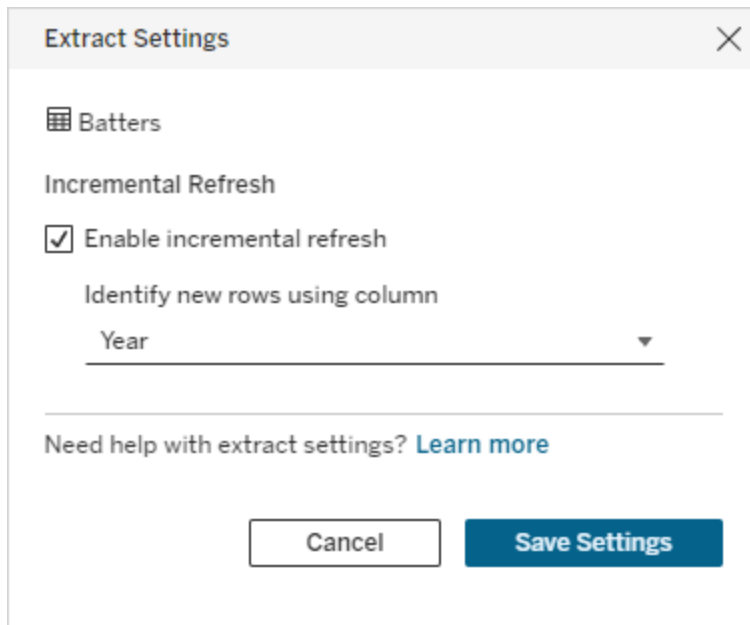 Extract Settings
Batters
Incremental Refresh
Enable incremental refresh
Identify new rows using column
Year
Need help with extract settings? Learn more
Cancel Save Settings